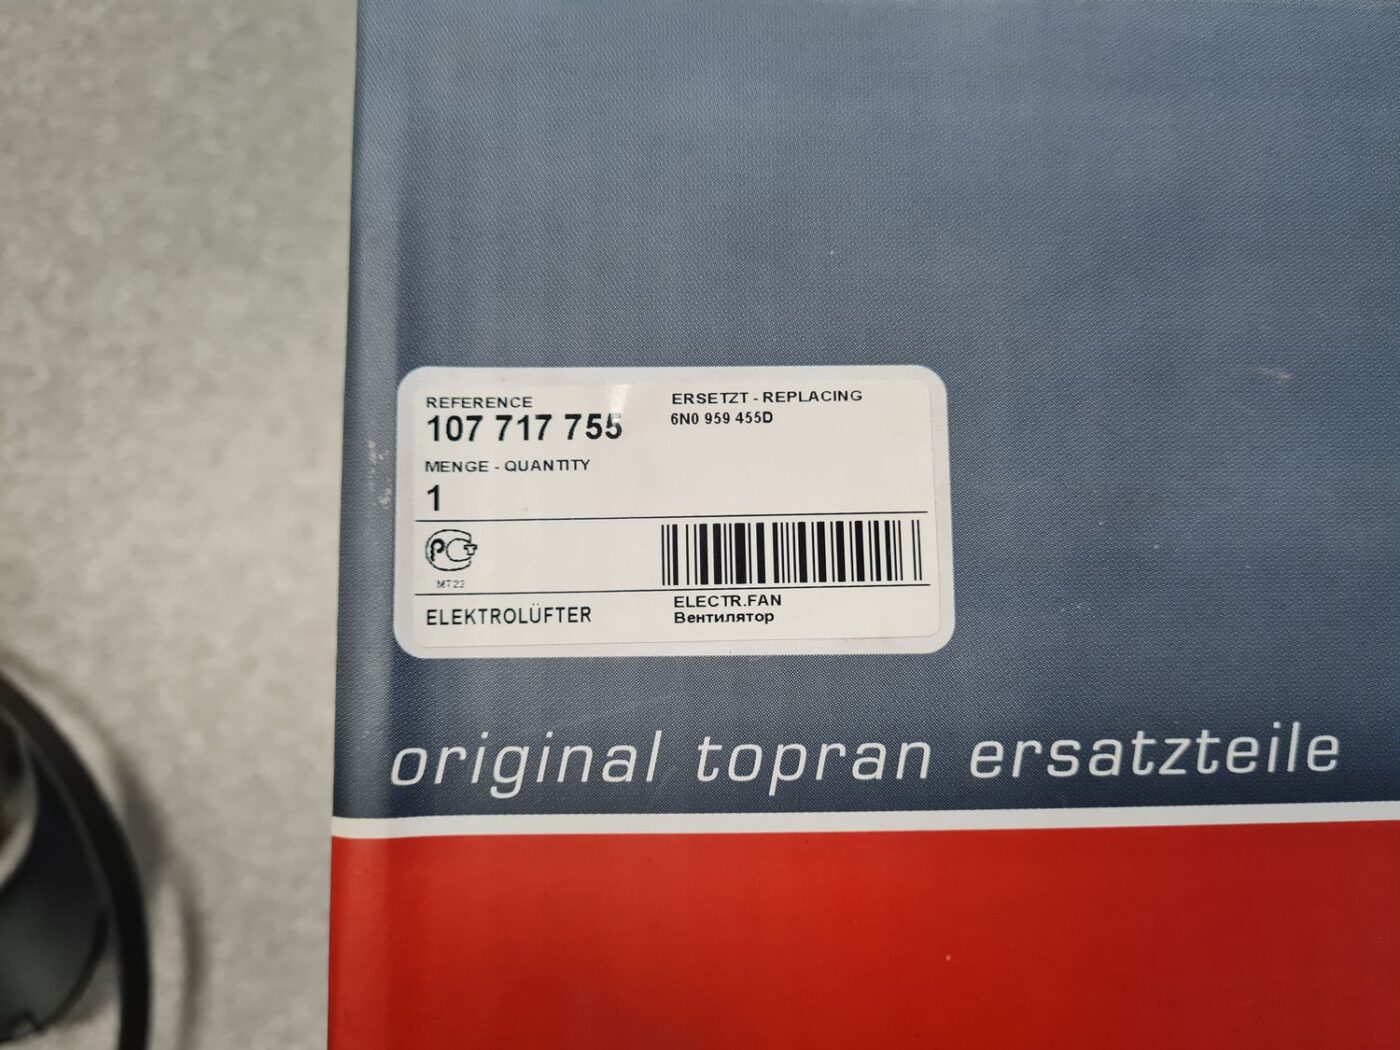 REFERENCE
107 717 755
ERSETZT - REPLACING
6N0 959 455D
MENGE - QUANTITY
1
РСТ
MT22
ELEKTROLÜFTER
ELECTR.FAN
Вентилятор
original topran ersatzteile